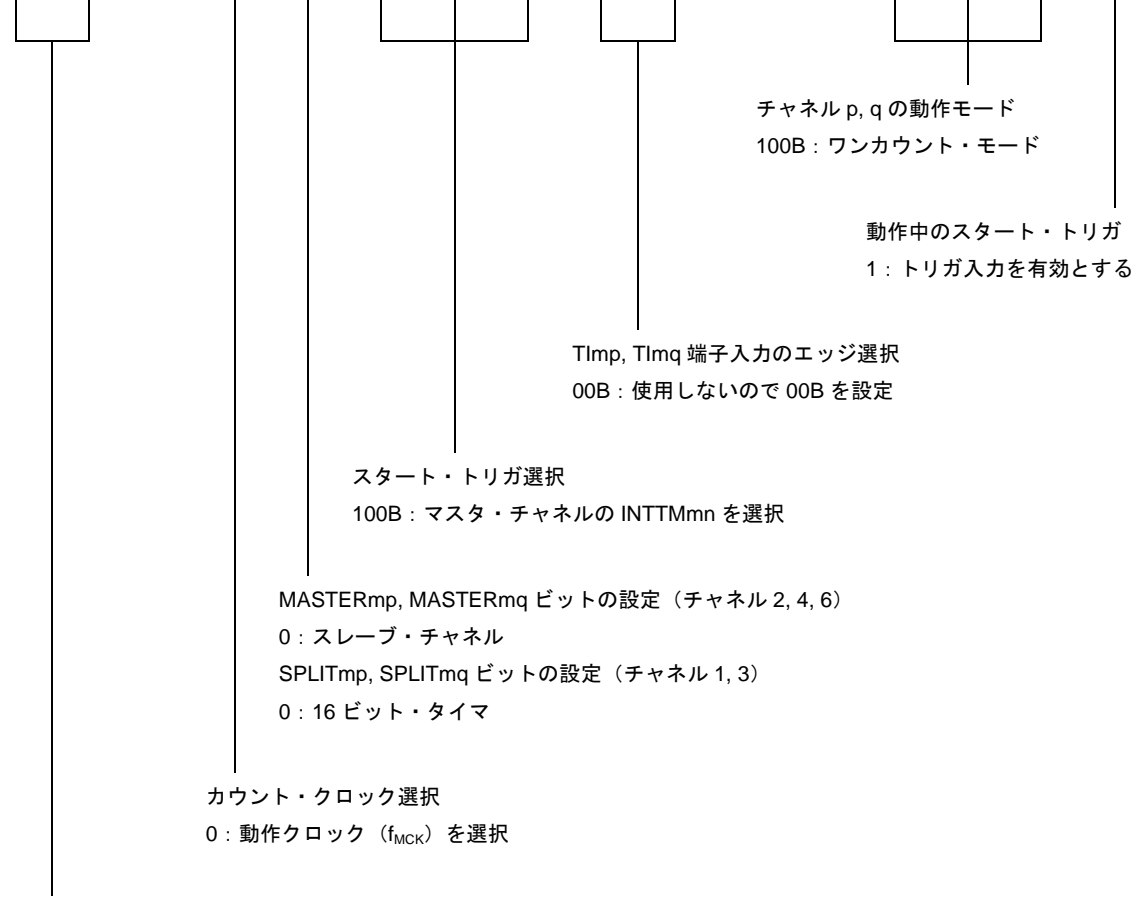 チャネル p, q の動作モード
100B：ワンカウント・モード
動作中のスタート・トリガ
1：トリガ入力を有効とする
TImp, TImq 端子入力のエッジ選択
00B：使用しないので 00B を設定
スタート・トリガ選択
100B：マスタ・チャネルの INTTMmn を選択
MASTERmp, MASTERmq ビットの設定（チャネル 2, 4, 6）
0：スレーブ・チャネル
SPLITmp, SPLITmq ビットの設定（チャネル 1, 3）
0：16 ビット・タイマ
カウント・クロック選択
0：動作クロック（fMCK）を選択